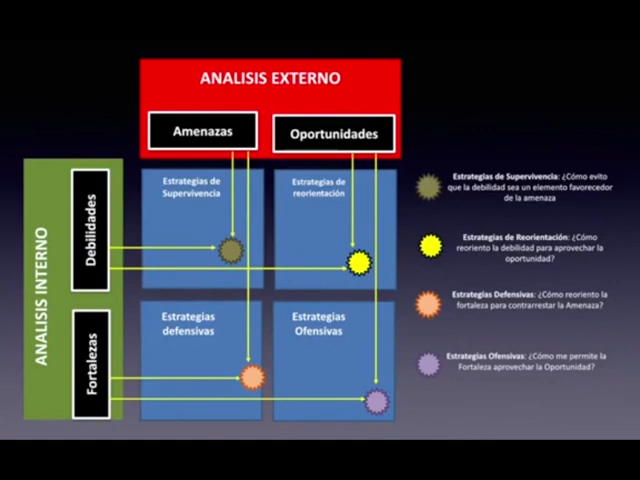 ANALISIS EXTERNO
Amenazas
Oportunidades
ANALISIS INTERNO
Debilidades
Fortalezas
Estrategias de
Supervivencia
Estrategias de
reorientación
Estrategias
defensivas
Estrategias
Ofensivas
Estrategias de Supervivencia: ¿Cómo evito
que la debilidad sea un elemento favorecedor
de la amenaza
Estrategias de Reorientación: ¿Cómo
reoriento la debilidad para aprovechar la
oportunidad?
Estrategias Defensivas: ¿Cómo reoriento la
fortaleza para contrarrestar la Amenaza?
Estrategias Ofensivas: ¿Cómo me permite la
Fortaleza aprovechar la Oportunidad?